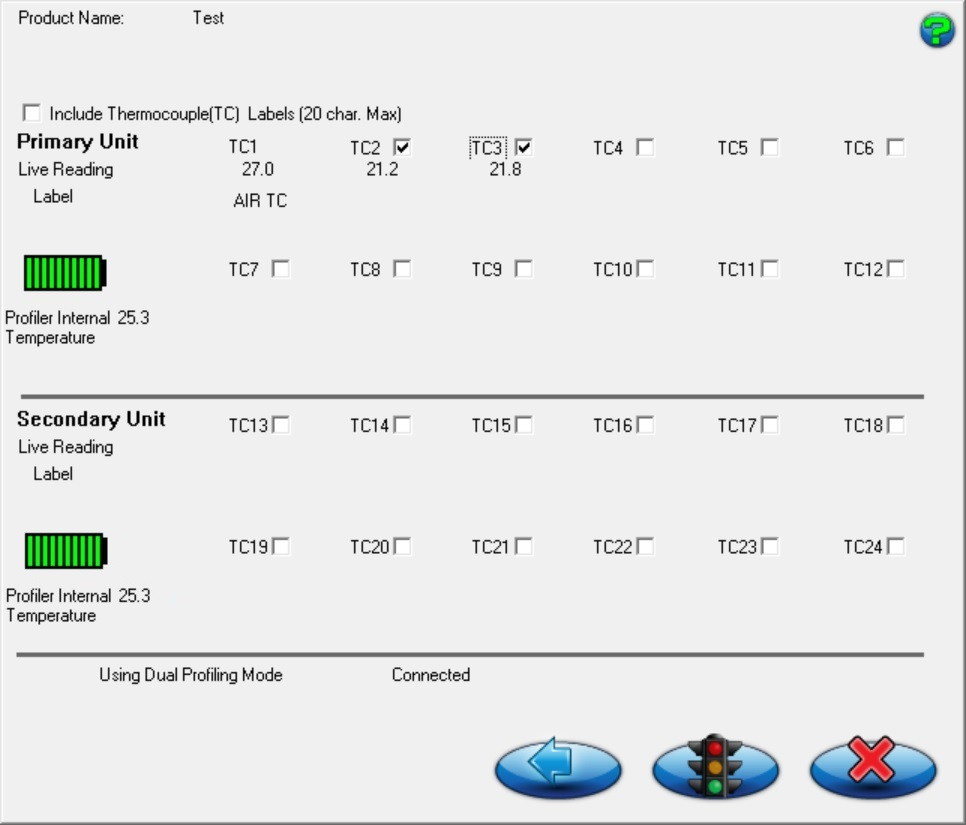 Product Name: Test
?
Include Thermocouple(TC) Labels (20 char. Max)
Primary Unit TC1 TC2 TC3 TC4 TC5 TC6
Live Reading 27.0 21.2 21.8
Label AIR TC
TC7 TC8 TC9 TC10 TC11 TC12
Profiler Internal 25.3
Temperature
Secondary Unit TC13 TC14 TC15 TC16 TC17 TC18
Live Reading
Label
TC19 TC20 TC21 TC22 TC23 TC24
Profiler Internal 25.3
Temperature
Using Dual Profiling Mode Connected